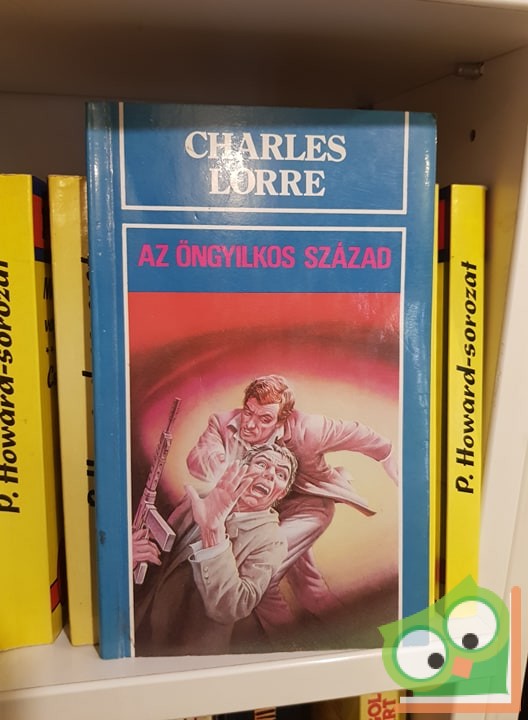 CHARLES
LORRE
AZ ÖNGYILKOS SZÁZAD
P. Howard-sorozat
P. Howard-sorozat